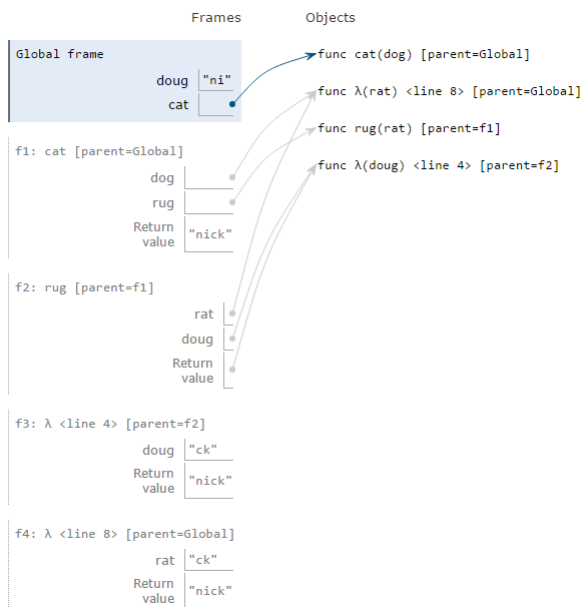 Frames Objects
Global frame
doug "ni"
cat
func cat(dog) [parent=Global]
func λ(rat) <line 8> [parent=Global]
func rug(rat) [parent=f1]
func λ(doug) <line 4> [parent=f2]
f1: cat [parent=Global]
dog
rug
Return
value "nick"
f2: rug [parent=f1]
rat
doug
Return
value
f3: λ <line 4> [parent=f2]
doug "ck"
Return
value "nick"
f4: λ <line 8> [parent=Global]
rat "ck"
Return
value "nick"